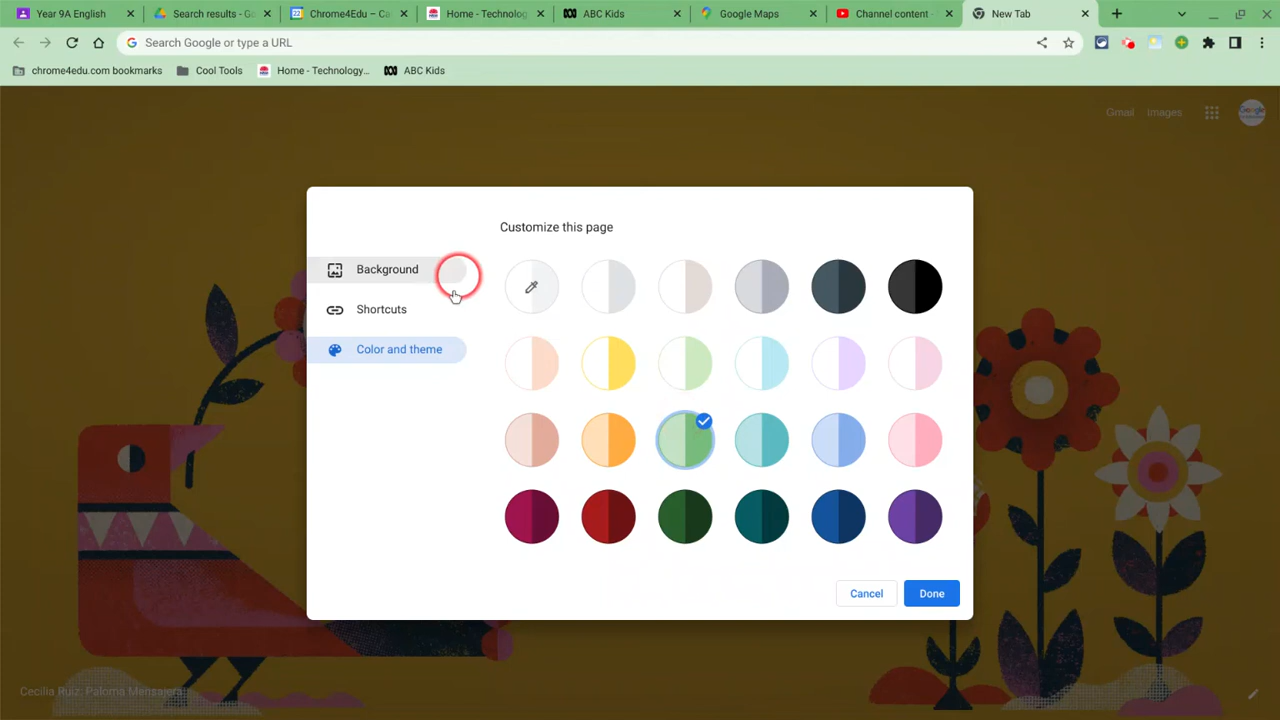 Year 9A English
Search results - Go
Chrome4Edu – Ca
Home - Technolog
ABC Kids
Google Maps
Channel content -
New Tab
Search Google or type a URL
chrome4edu.com bookmarks
Cool Tools
Home - Technology...
ABC Kids
Gmail
Images
Customize this page
Background
Shortcuts
Color and theme
Cancel
Done
Cecilia Ruiz: Paloma Mensajera